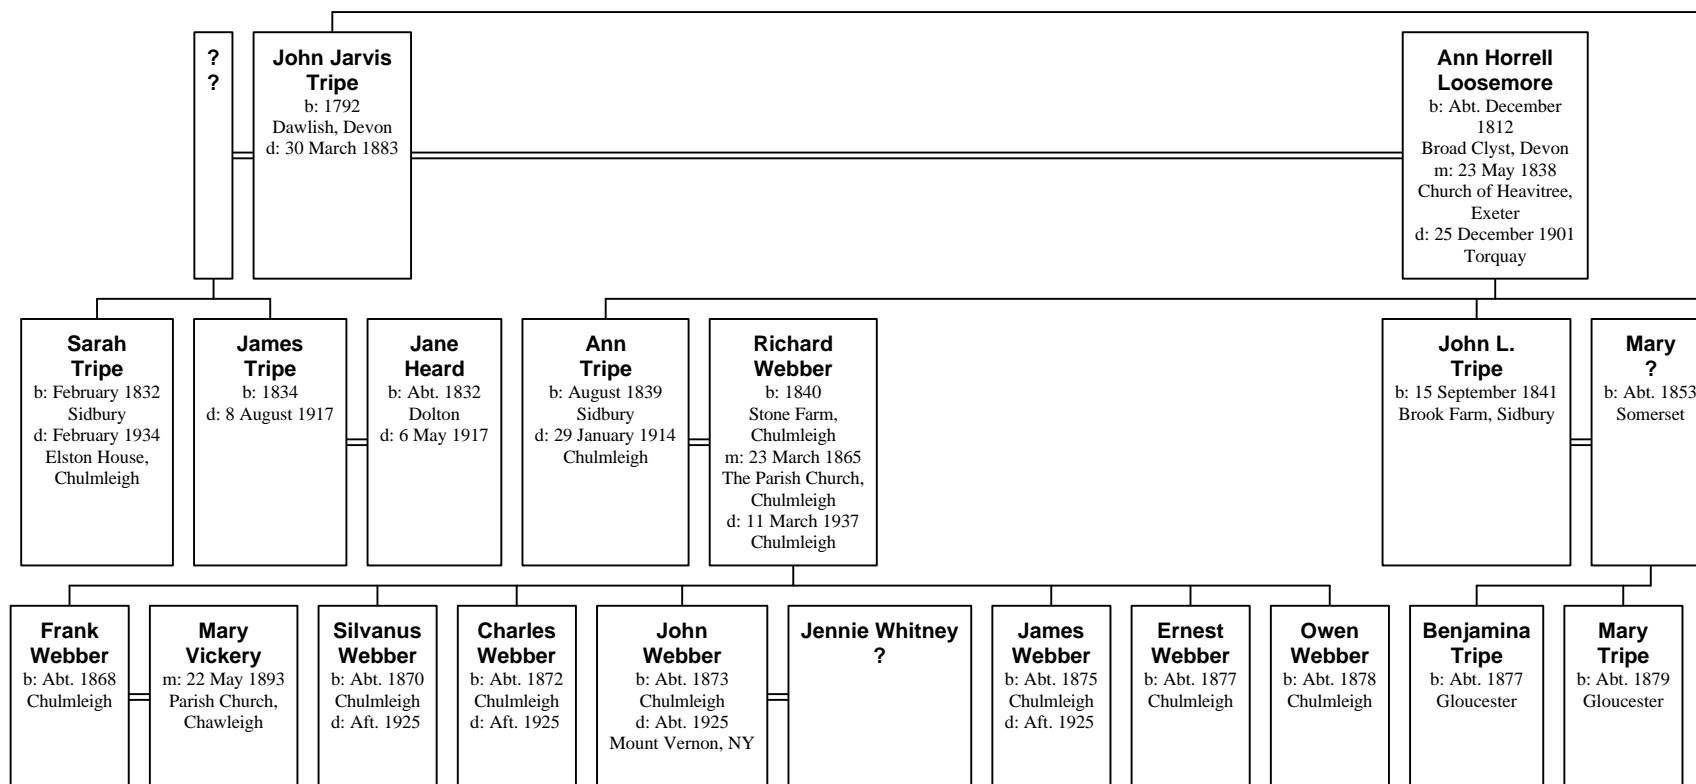 ?
?
John Jarvis
Tripe
b: 1792
Dawlish, Devon
d: 30 March 1883
Ann Horrell
Loosemore
b: Abt. December
1812
Broad Clyst, Devon
m: 23 May 1838
Church of Heavitree,
Exeter
d: 25 December 1901
Torquay
Sarah
Tripe
b: February 1832
Sidbury
d: February 1934
Elston House,
Chulmleigh
James
Tripe
b: 1834
d: 8 August 1917
Jane
Heard
b: Abt. 1832
Dolton
d: 6 May 1917
Ann
Tripe
b: August 1839
Sidbury
d: 29 January 1914
Chulmleigh
Richard
Webber
b: 1840
Stone Farm,
Chulmleigh
m: 23 March 1865
The Parish Church,
Chulmleigh
d: 11 March 1937
Chulmleigh
John L.
Tripe
b: 15 September 1841
Brook Farm, Sidbury
Mary
?
b: Abt. 1853
Somerset
Frank
Webber
b: Abt. 1868
Chulmleigh
Mary
Vickery
m: 22 May 1893
Parish Church,
Chawleigh
Silvanus
Webber
b: Abt. 1870
Chulmleigh
d: Aft. 1925
Charles
Webber
b: Abt. 1872
Chulmleigh
d: Aft. 1925
John
Webber
b: Abt. 1873
Chulmleigh
d: Abt. 1925
Mount Vernon, NY
Jennie Whitney
?
James
Webber
b: Abt. 1875
Chulmleigh
d: Aft. 1925
Ernest
Webber
b: Abt. 1877
Chulmleigh
Owen
Webber
b: Abt. 1878
Chulmleigh
Benjamina
Tripe
b: Abt. 1877
Gloucester
Mary
Tripe
b: Abt. 1879
Gloucester